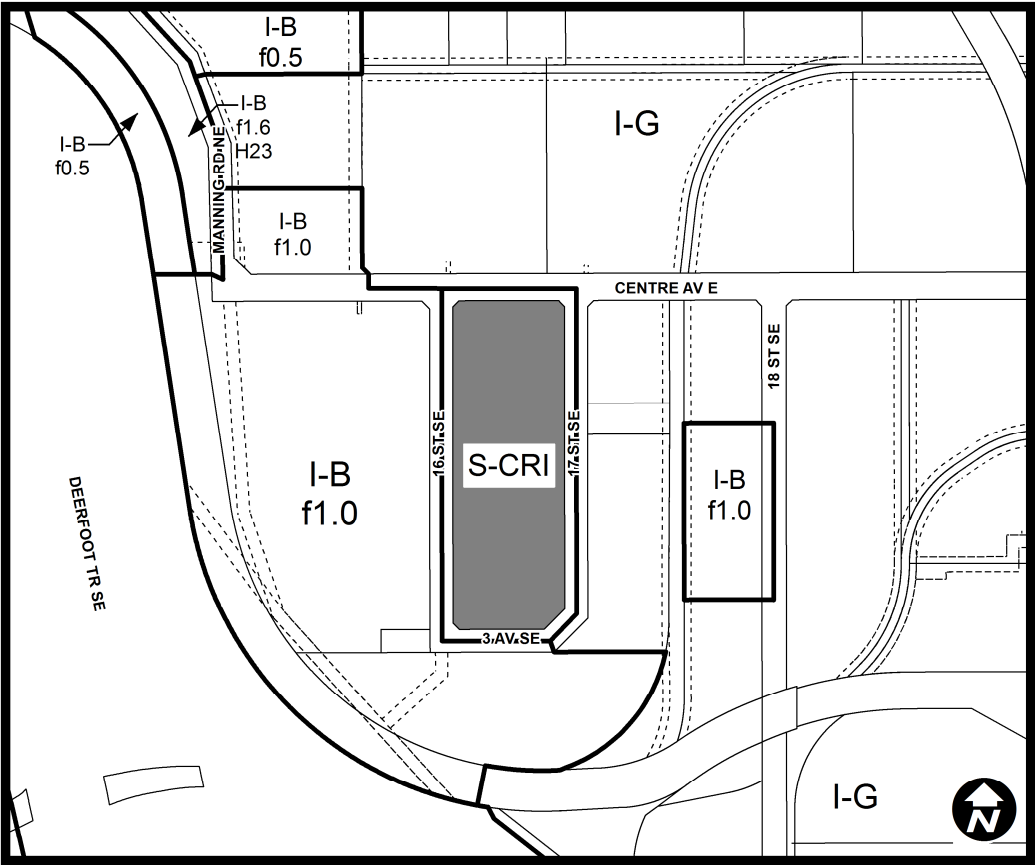 I-B
f0.5
I-B
f1.6
H23
I-G
I-B
f0.5
MANNING RD NE
I-B
f1.0
CENTRE AV E
18 ST SE
16 ST SE
S-CRI
17 ST SE
I-B
f1.0
I-B
f1.0
DEERFOOT TR SE
3 AV SE
I-G
N